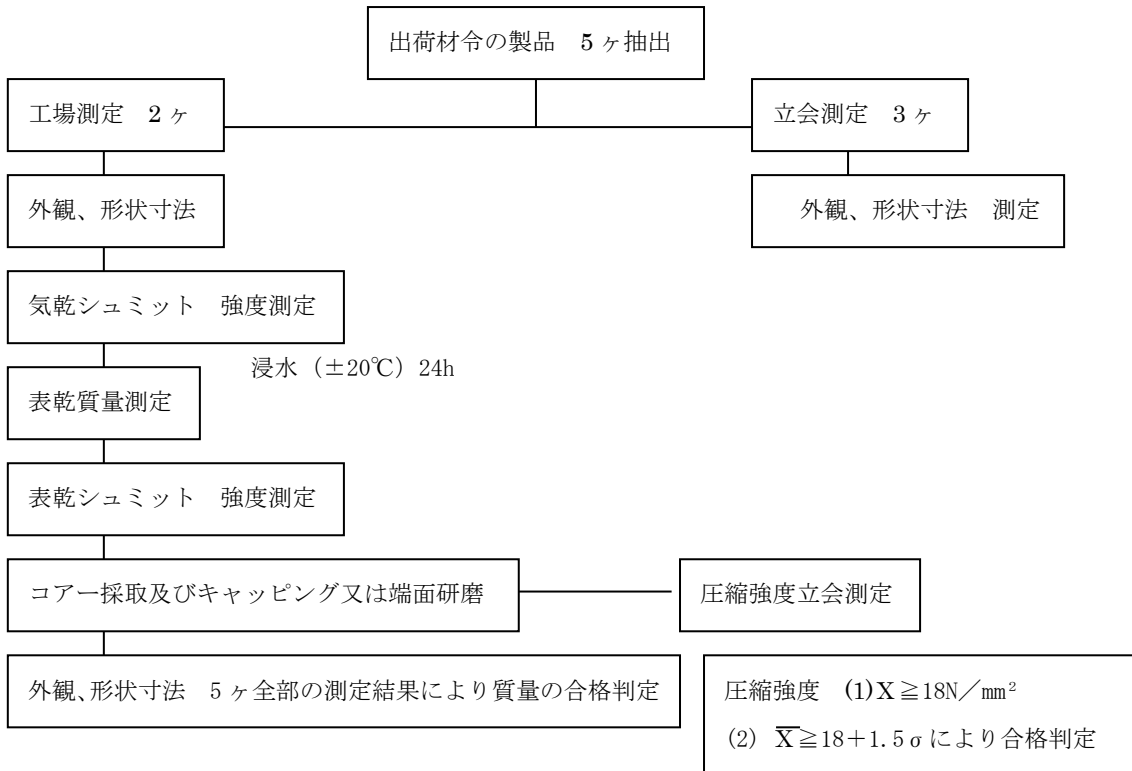 出荷材令の製品　5ヶ抽出
工場測定　2ヶ
立会測定　3ヶ
外観、形状寸法
外観、形状寸法　測定
気乾シュミット　強度測定
浸水（±20℃）24h
表乾質量測定
表乾シュミット　強度測定
コアー採取及びキャッピング又は端面研磨
圧縮強度立会測定
外観、形状寸法　5ヶ全部の測定結果により質量の合格判定
圧縮強度　(1)X≧18N／mm²
(2)　X̅≧18＋1.5σにより合格判定